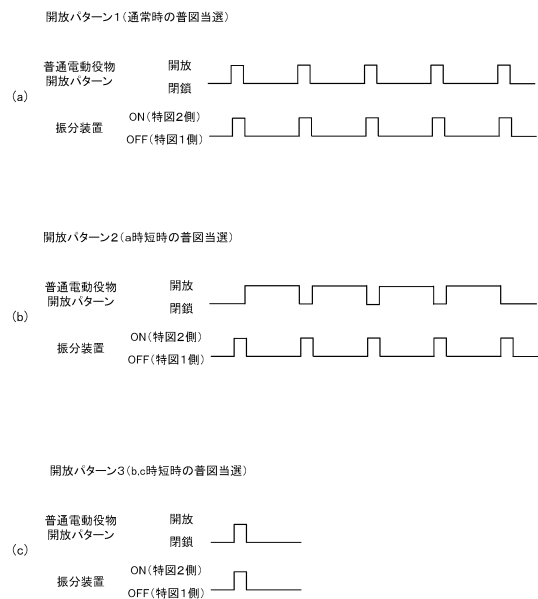 開放パターン1(通常時の普図当選)
普通電動役物
開放パターン
開放
閉鎖
(a)
振分装置
ON(特図2側)
OFF(特図1側)
開放パターン2(a時短時の普図当選)
普通電動役物
開放パターン
開放
閉鎖
(b)
振分装置
ON(特図2側)
OFF(特図1側)
開放パターン3(b,c時短時の普図当選)
普通電動役物
開放パターン
開放
閉鎖
(c)
振分装置
ON(特図2側)
OFF(特図1側)